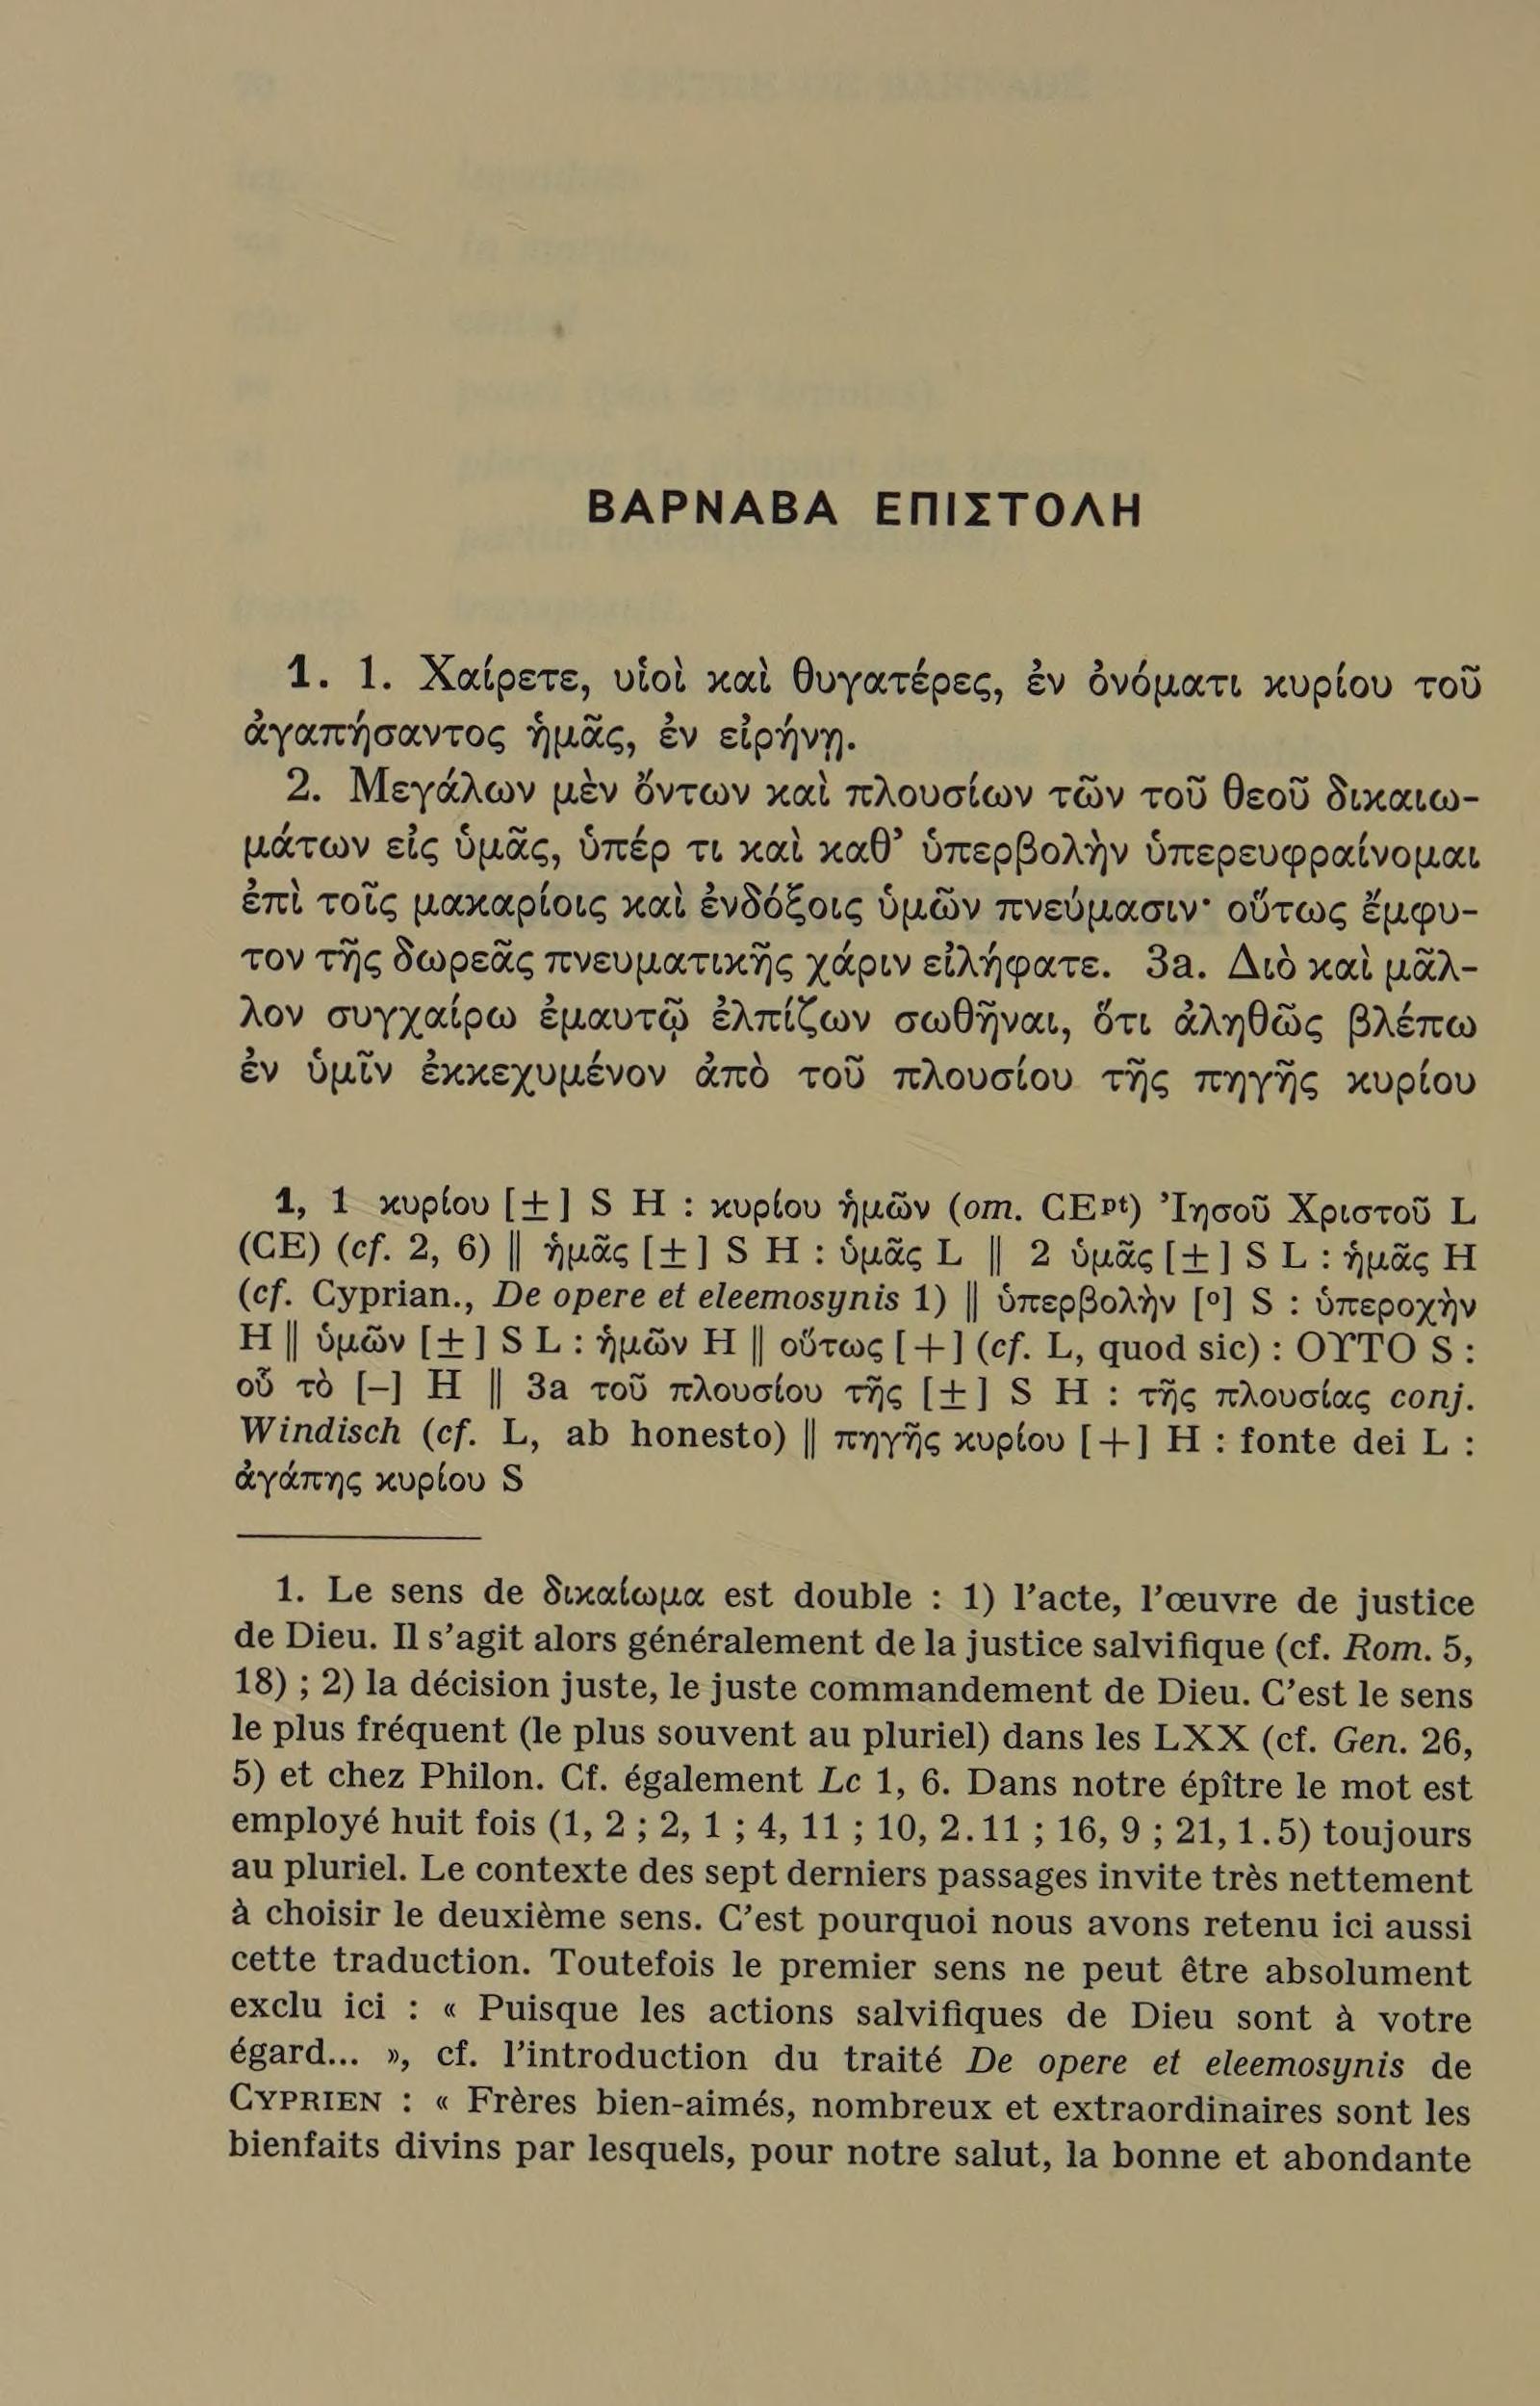 ΒΑΡΝΑΒΑ ΕΠΙΣΤΟΛΗ
1. 1. Χαίρετε, υἱοὶ καὶ θυγατέρες, ἐν ὀνόματι κυρίου τοῦ
ἀγαπήσαντος ἡμᾶς, ἐν εἰρήνῃ.
2. Μεγάλων μὲν ὄντων καὶ πλουσίων τῶν τοῦ θεοῦ δικαιω-
μάτων εἰς ὑμᾶς, ὑπέρ τι καὶ καθ’ ὑπερβολὴν ὑπερευφραίνομαι
ἐπὶ τοῖς μακαρίοις καὶ ἐνδόξοις ὑμῶν πνεύμασιν· οὕτως ἔμφυ-
τον τῆς δωρεᾶς πνευματικῆς χάριν εἰλήφατε. 3a. Διὸ καὶ μᾶλ-
λον συγχαίρω ἐμαυτῷ ἐλπίζων σωθῆναι, ὅτι ἀληθῶς βλέπω
ἐν ὑμῖν ἐκκεχυμένον ἀπὸ τοῦ πλουσίου τῆς πηγῆς κυρίου
1, 1 κυρίου [±] S H : κυρίου ἡμῶν (om. CEpt) Ἰησοῦ Χριστοῦ L
(CE) (cf. 2, 6) || ἡμᾶς [±] S H : ὑμᾶς L || 2 ὑμᾶς [±] S L : ἡμᾶς H
(cf. Cyprian., De opere et eleemosynis 1) || ὑπερβολὴν [º] S : ὑπεροχὴν
H || ὑμῶν [±] S L : ἡμῶν H || οὕτως [+] (cf. L, quod sic) : ΟΥΤΟ S :
οὗ τὸ [–] H || 3a τοῦ πλουσίου τῆς [±] S H : τῆς πλουσίας conj.
Windisch (cf. L, ab honesto) || πηγῆς κυρίου [+] H : fonte dei L :
ἀγάπης κυρίου S
1. Le sens de δικαίωμα est double : 1) l’acte, l’œuvre de justice
de Dieu. Il s’agit alors généralement de la justice salvifique (cf. Rom. 5,
18) ; 2) la décision juste, le juste commandement de Dieu. C’est le sens
le plus fréquent (le plus souvent au pluriel) dans les LXX (cf. Gen. 26,
5) et chez Philon. Cf. également Lc 1, 6. Dans notre épître le mot est
employé huit fois (1, 2 ; 2, 1 ; 4, 11 ; 10, 2.11 ; 16, 9 ; 21, 1.5) toujours
au pluriel. Le contexte des sept derniers passages invite très nettement
à choisir le deuxième sens. C’est pourquoi nous avons retenu ici aussi
cette traduction. Toutefois le premier sens ne peut être absolument
exclu ici : « Puisque les actions salvifiques de Dieu sont à votre
égard... », cf. l’introduction du traité De opere et eleemosynis de
CYPRIEN : « Frères bien-aimés, nombreux et extraordinaires sont les
bienfaits divins par lesquels, pour notre salut, la bonne et abondante